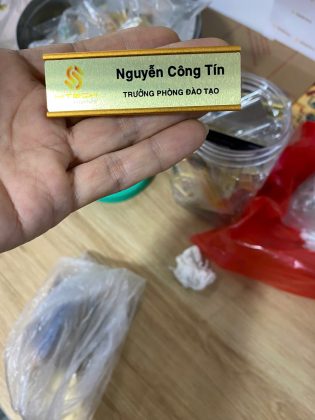 Nguyễn Công Tín
TRƯỞNG PHÒNG ĐÀO TẠO